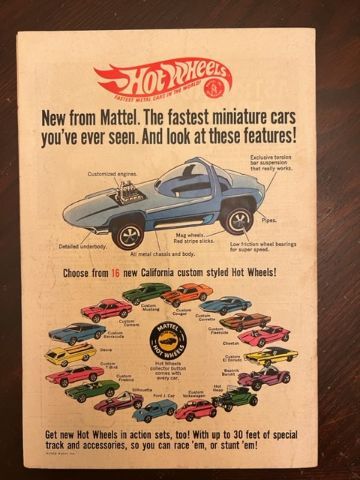 Hot Wheels
FASTEST METAL CARS IN THE WORLD!
New from Mattel. The fastest miniature cars
you've ever seen. And look at these features!
Exclusive torsion
bar suspension
that really works.
Customized engines.
Pipes.
Mag wheels.
Red stripe slicks.
Low friction wheel bearings
for super speed.
Detailed underbody.
All metal chassis and body.
Choose from 16 new California custom styled Hot Wheels!
Custom
Mustang
Custom
Cougar
Custom
Camaro
Custom
Corvette
Custom
Barracuda
Custom
Fleetside
Deora
Cheetah
Custom
T-Bird
Custom
El Dorado
Custom
Firebird
Beatnik
Bandit
Silhouette
Ford J-Car
Custom
Volkswagen
Hot
Heap
MATTEL
HOT WHEELS
Hot Wheels
collector button
comes with
every car.
Get new Hot Wheels in action sets, too! With up to 30 feet of special
track and accessories, so you can race 'em, or stunt 'em!